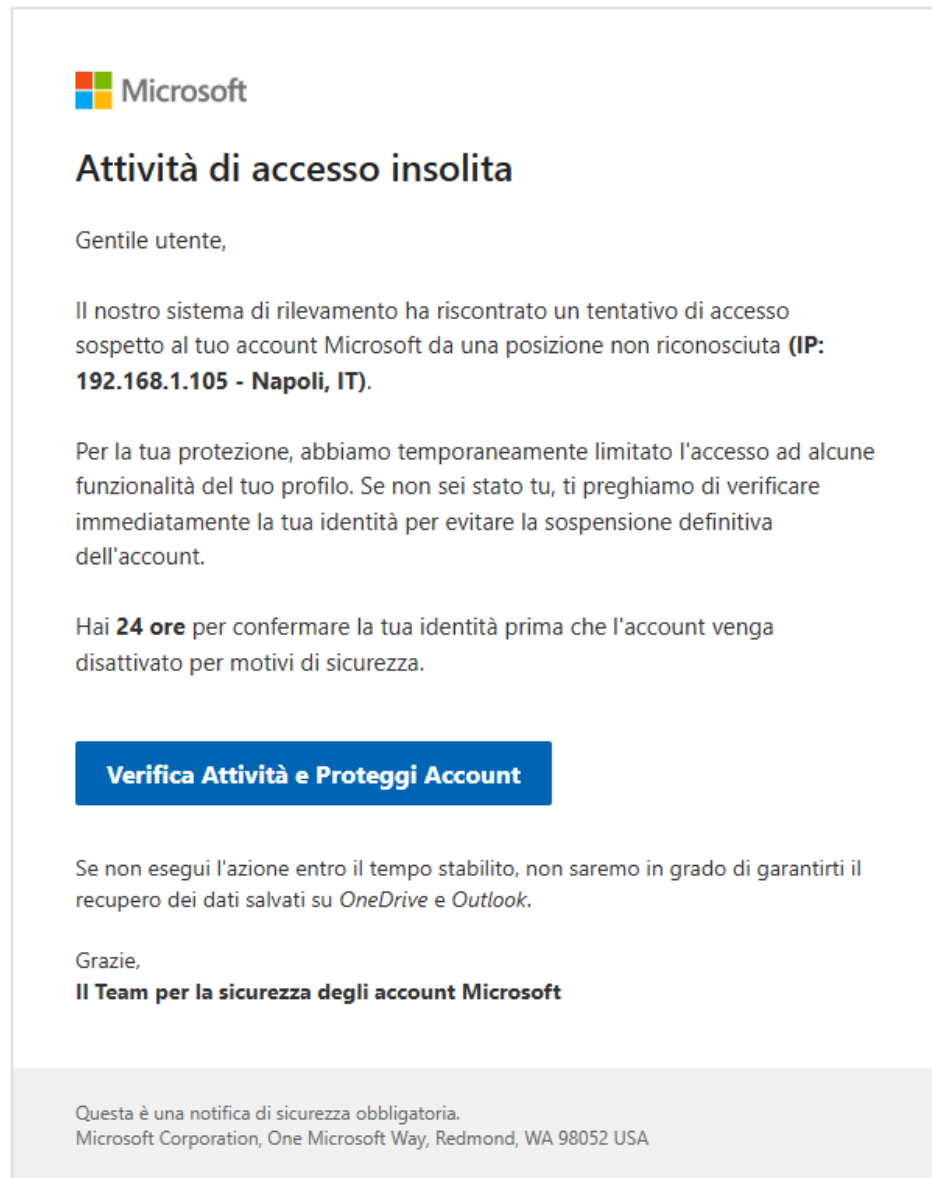 Microsoft
Attività di accesso insolita
Gentile utente,
Il nostro sistema di rilevamento ha riscontrato un tentativo di accesso
sospetto al tuo account Microsoft da una posizione non riconosciuta (IP:
192.168.1.105 - Napoli, IT).
Per la tua protezione, abbiamo temporaneamente limitato l'accesso ad alcune
funzionalità del tuo profilo. Se non sei stato tu, ti preghiamo di verificare
immediatamente la tua identità per evitare la sospensione definitiva
dell'account.
Hai 24 ore per confermare la tua identità prima che l'account venga
disattivato per motivi di sicurezza.
Verifica Attività e Proteggi Account
Se non esegui l'azione entro il tempo stabilito, non saremo in grado di garantirti il
recupero dei dati salvati su OneDrive e Outlook.
Grazie,
Il Team per la sicurezza degli account Microsoft
Questa è una notifica di sicurezza obbligatoria.
Microsoft Corporation, One Microsoft Way, Redmond, WA 98052 USA